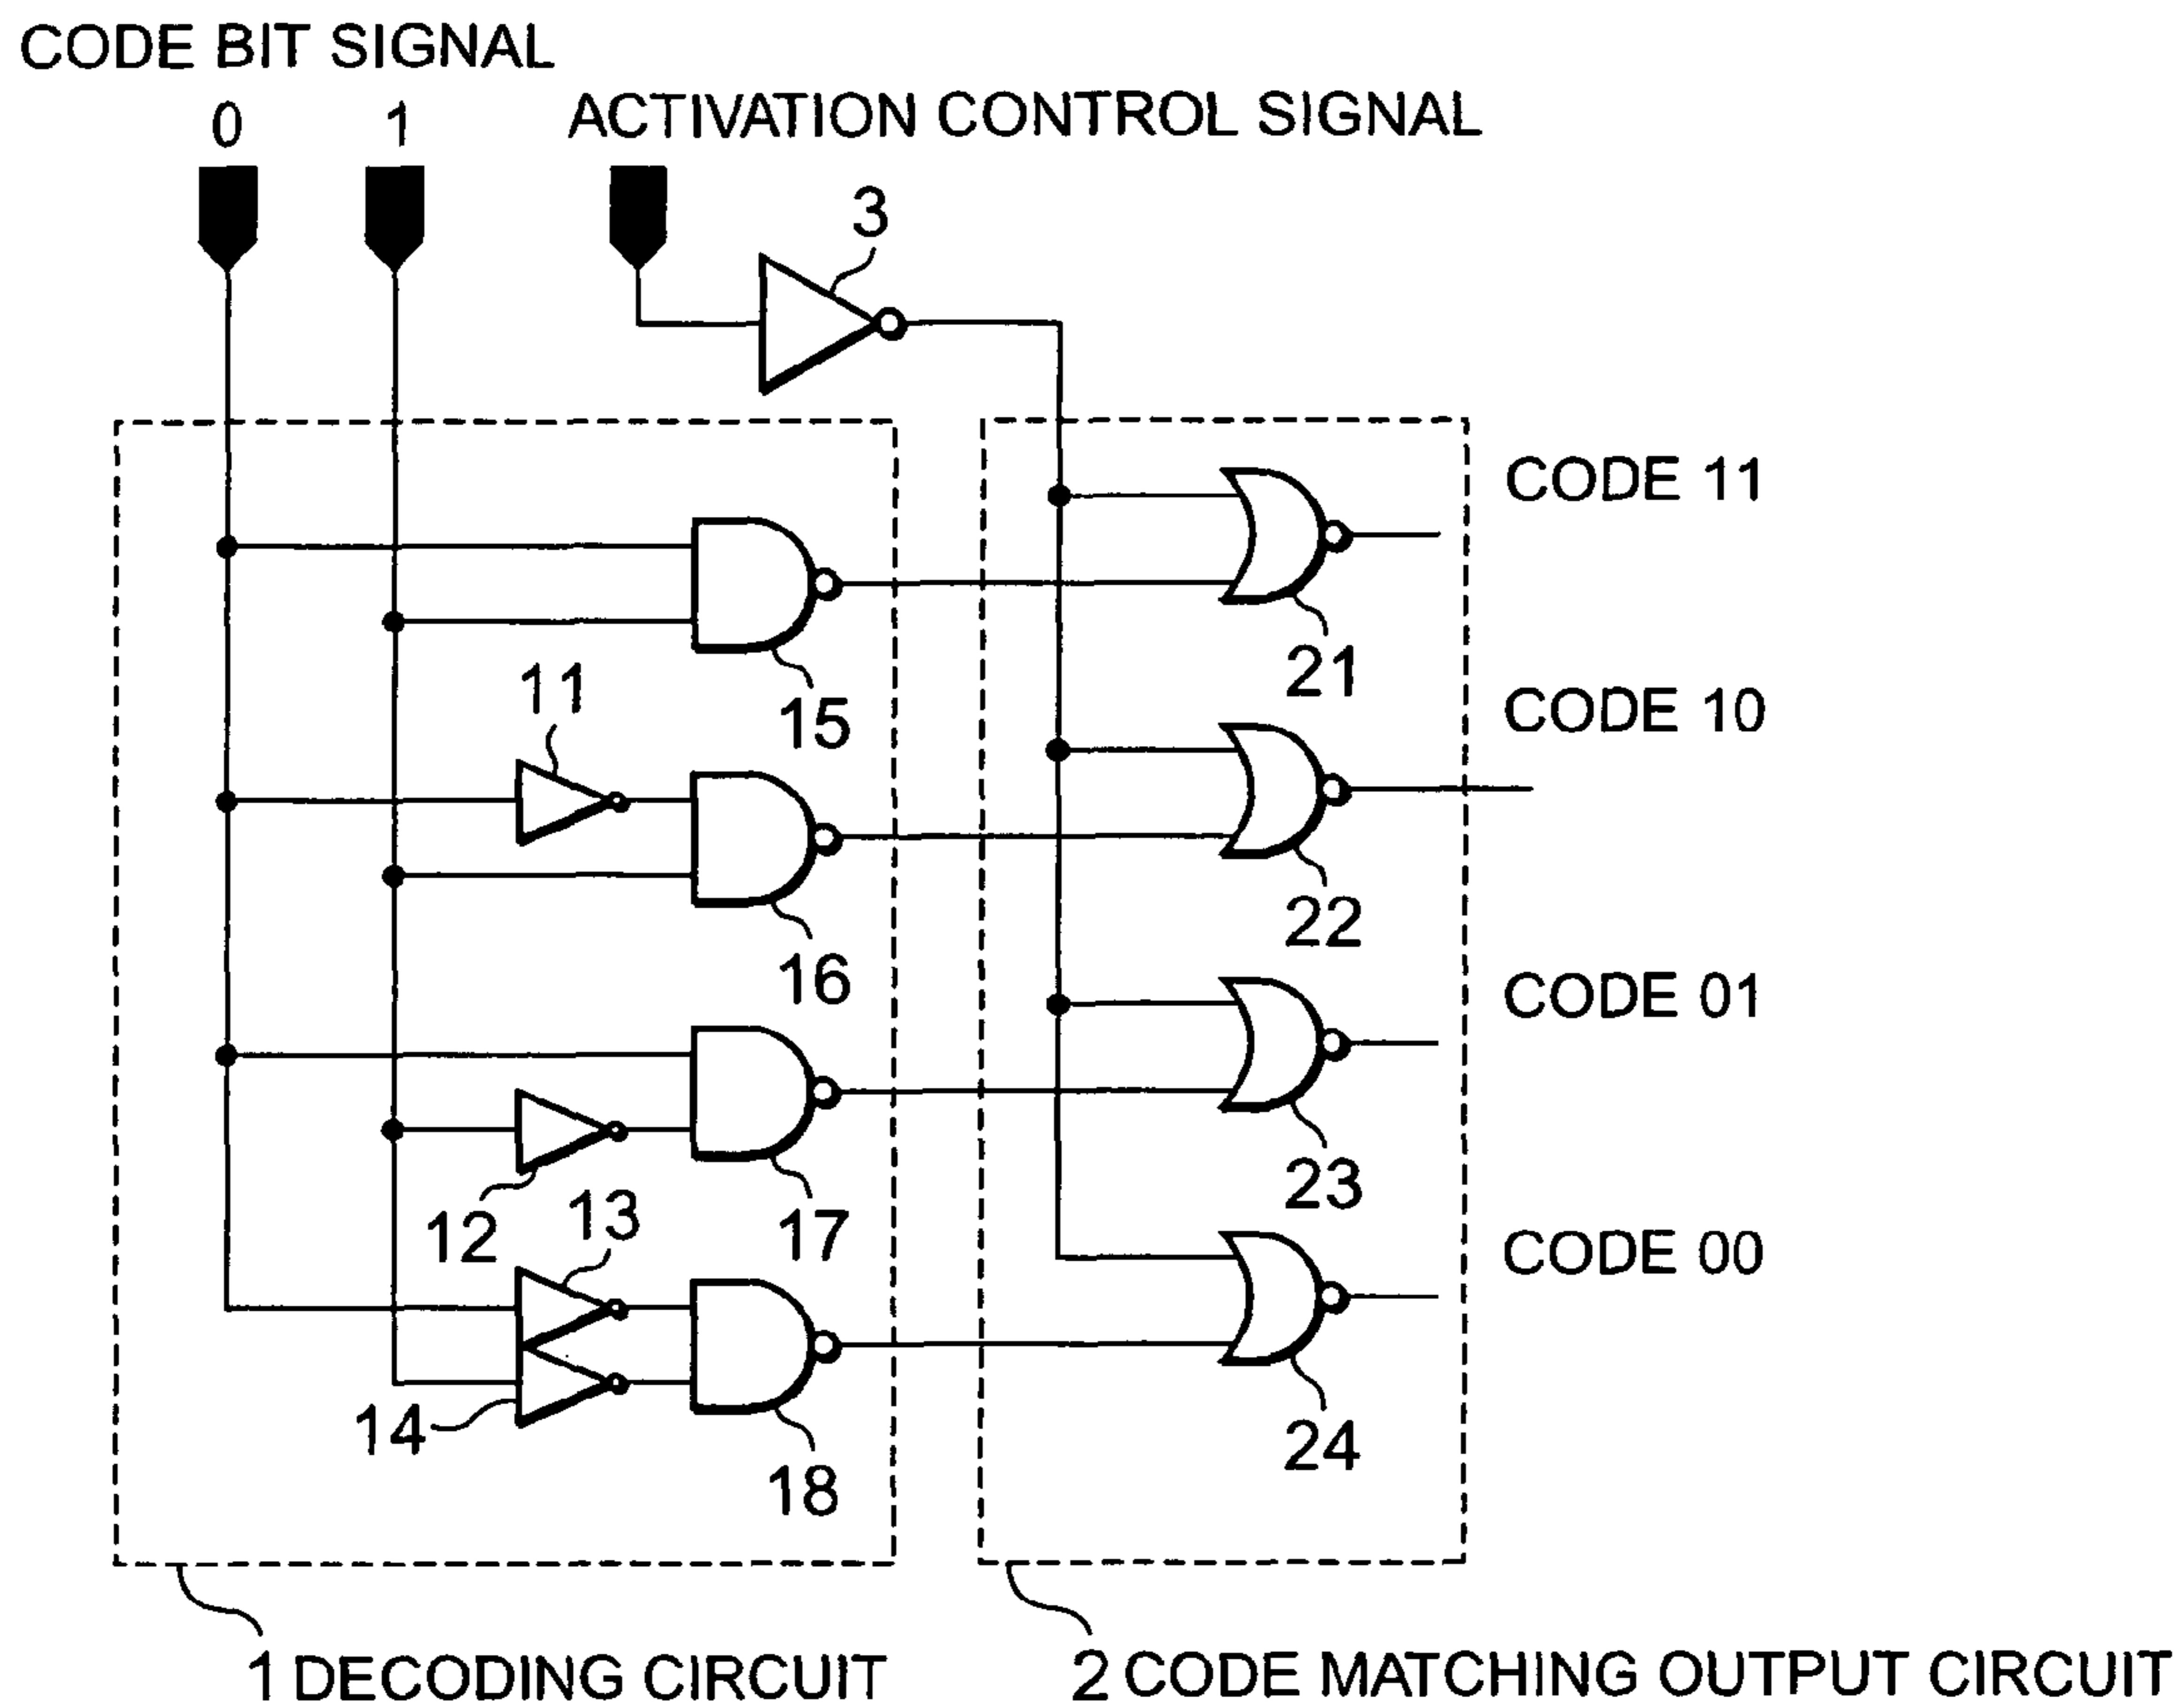 CODE BIT SIGNAL
0
1
ACTIVATION CONTROL SIGNAL
3
CODE 11
21
11
15
CODE 10
22
16
CODE 01
23
12
13
17
CODE 00
14
24
18
1 DECODING CIRCUIT
2 CODE MATCHING OUTPUT CIRCUIT